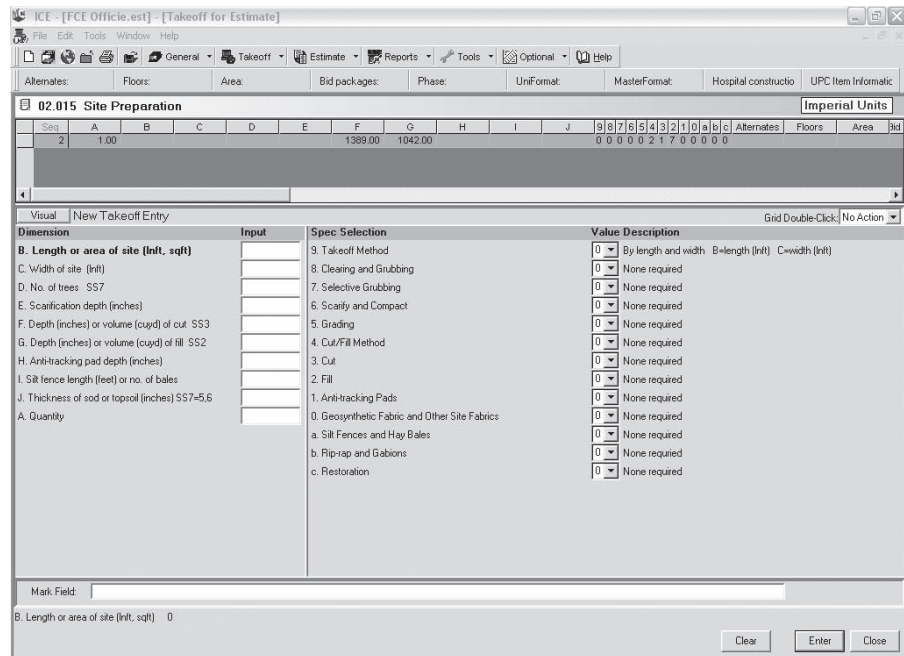 ICE - [FCE Officie.est] - [Takeoff for Estimate]
File Edit Tools Window Help
General Takeoff Estimate Reports Tools Optional Help
Alternates: Floors: Area: Bid packages: Phase: UniFormat: MasterFormat: Hospital constructio UPC Item Informatic
02.015 Site Preparation Imperial Units
Seq A B C D E F G H I J 9 8 7 6 5 4 3 2 1 0 a b c Alternates Floors Area Bid
2 1.00 1389.00 1042.00 0 0 0 0 0 2 1 7 0 0 0 0 0
Visual New Takeoff Entry Grid Double-Click: No Action
Dimension Input Spec Selection Value Description
B. Length or area of site (lnft, sqft) 9. Takeoff Method 0 By length and width B=length (lnft) C=width (lnft)
C. Width of site (lnft) 8. Clearing and Grubbing 0 None required
D. No. of trees SS7 7. Selective Grubbing 0 None required
E. Scarification depth (inches) 6. Scarify and Compact 0 None required
F. Depth (inches) or volume (cuyd) of cut SS3 5. Grading 0 None required
G. Depth (inches) or volume (cuyd) of fill SS2 4. Cut/Fill Method 0 None required
H. Anti-tracking pad depth (inches) 3. Cut 0 None required
I. Silt fence length (feet) or no. of bales 2. Fill 0 None required
J. Thickness of sod or topsoil (inches) SS7=5,6 1. Anti-tracking Pads 0 None required
A. Quantity 0. Geosynthetic Fabric and Other Site Fabrics 0 None required
a. Silt Fences and Hay Bales 0 None required
b. Rip-rap and Gabions 0 None required
c. Restoration 0 None required
Mark Field:
B. Length or area of site (lnft, sqft) 0
Clear Enter Close